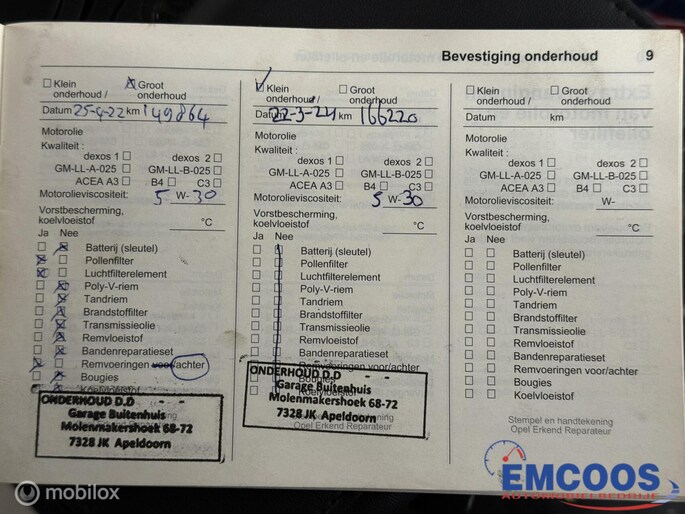 Bevestiging onderhoud 9
Klein onderhoud / Groot onderhoud
Datum 25-4-22 km 149864
Motorolie
Kwaliteit :
dexos 1 dexos 2
GM-LL-A-025 GM-LL-B-025
ACEA A3 B4 C3
Motorolieviscositeit: 5 W-30
Vorstbescherming,
koelvloeistof °C
Ja Nee
Batterij (sleutel)
Pollenfilter
Luchtfilterelement
Poly-V-riem
Tandriem
Brandstoffilter
Transmissieolie
Remvloeistof
Bandenreparatieset
Remvoeringen voor/achter
Bougies
Koelvloeistof
ONDERHOUD D.D - - -
Garage Buitenhuis
Molenmakershoek 68-72
7328 JK Apeldoorn
Klein onderhoud / Groot onderhoud
Datum 22-3-24 km 166220
Motorolie
Kwaliteit :
dexos 1 dexos 2
GM-LL-A-025 GM-LL-B-025
ACEA A3 B4 C3
Motorolieviscositeit: 5 W-30
Vorstbescherming,
koelvloeistof °C
Ja Nee
Batterij (sleutel)
Pollenfilter
Luchtfilterelement
Poly-V-riem
Tandriem
Brandstoffilter
Transmissieolie
Remvloeistof
Bandenreparatieset
Remvoeringen voor/achter
Bougies
Koelvloeistof
ONDERHOUD D.D - - -
Garage Buitenhuis
Molenmakershoek 68-72
7328 JK Apeldoorn
Opel Erkend Reparateur
Klein onderhoud / Groot onderhoud
Datum km
Motorolie
Kwaliteit :
dexos 1 dexos 2
GM-LL-A-025 GM-LL-B-025
ACEA A3 B4 C3
Motorolieviscositeit: W-
Vorstbescherming,
koelvloeistof °C
Ja Nee
Batterij (sleutel)
Pollenfilter
Luchtfilterelement
Poly-V-riem
Tandriem
Brandstoffilter
Transmissieolie
Remvloeistof
Bandenreparatieset
Remvoeringen voor/achter
Bougies
Koelvloeistof
Stempel en handtekening
Opel Erkend Reparateur
EMCOOS
AUTOMOBIELBEDRIJF
mobilox